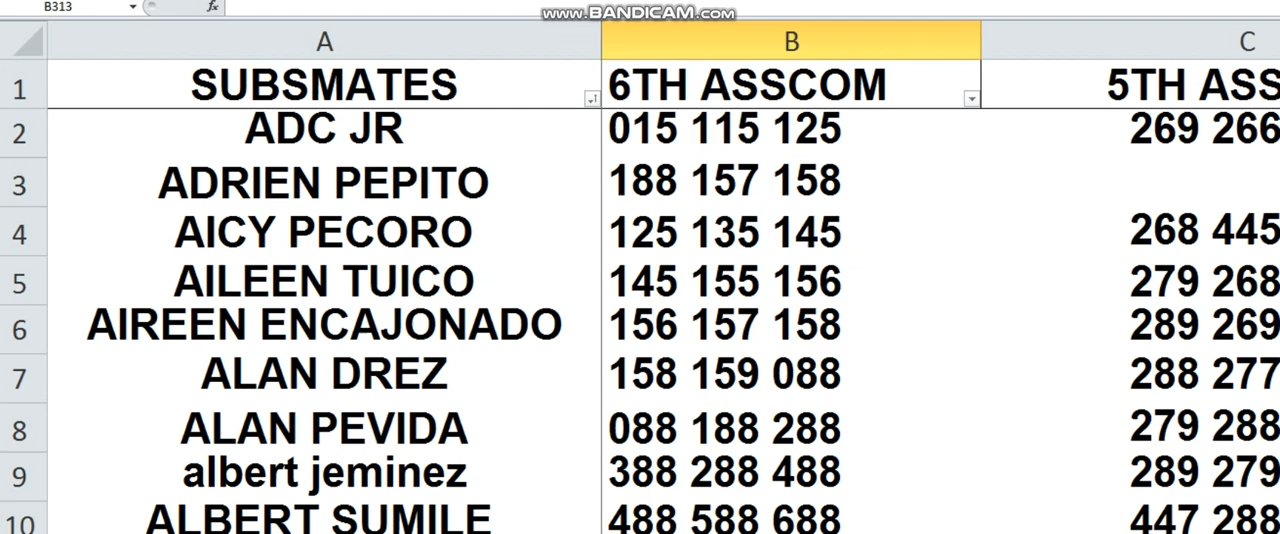 B313 fx
www.BANDICAM.com
A B C
1 SUBSMATES 6TH ASSCOM 5TH ASS
2 ADC JR 015 115 125 269 266
3 ADRIEN PEPITO 188 157 158
4 AICY PECORO 125 135 145 268 445
5 AILEEN TUICO 145 155 156 279 268
6 AIREEN ENCAJONADO 156 157 158 289 269
7 ALAN DREZ 158 159 088 288 277
8 ALAN PEVIDA 088 188 288 279 288
9 albert jeminez 388 288 488 289 279
10 ALBERT SUMILE 488 588 688 447 288